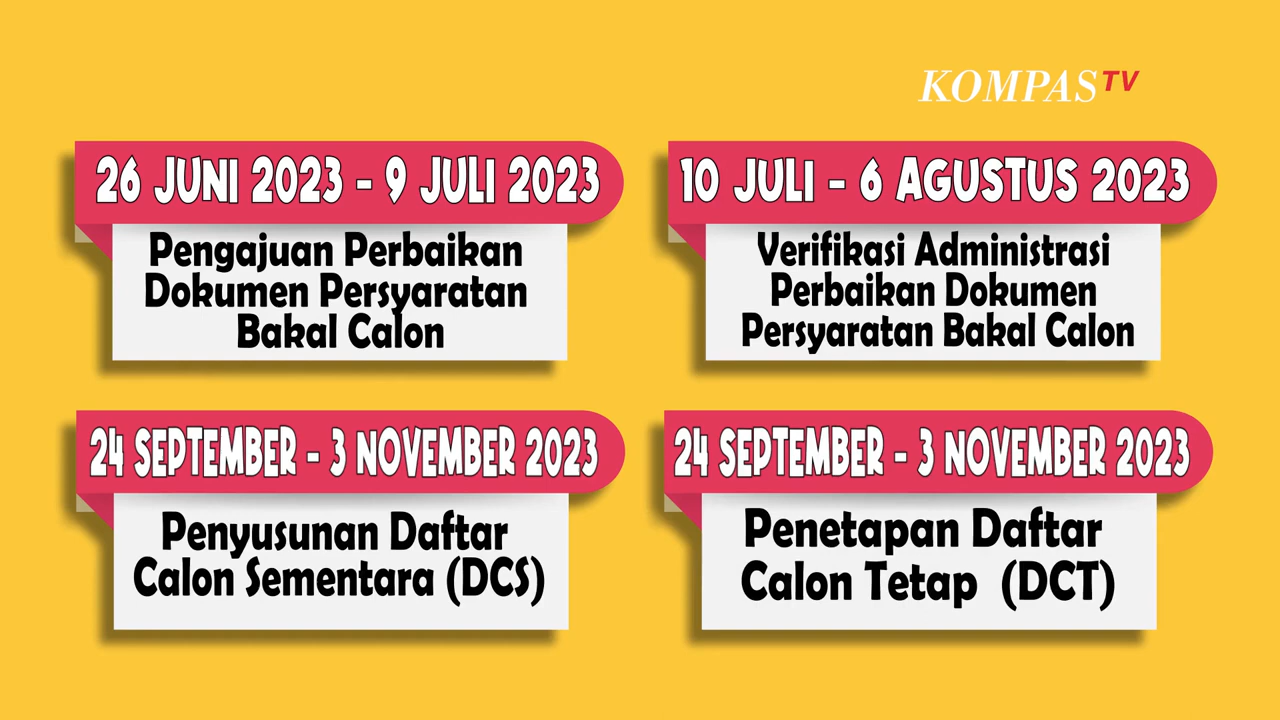 KOMPAS TV
26 JUNI 2023 - 9 JULI 2023
Pengajuan Perbaikan
Dokumen Persyaratan
Bakal Calon
10 JULI - 6 AGUSTUS 2023
Verifikasi Administrasi
Perbaikan Dokumen
Persyaratan Bakal Calon
24 SEPTEMBER - 3 NOVEMBER 2023
Penyusunan Daftar
Calon Sementara (DCS)
24 SEPTEMBER - 3 NOVEMBER 2023
Penetapan Daftar
Calon Tetap (DCT)